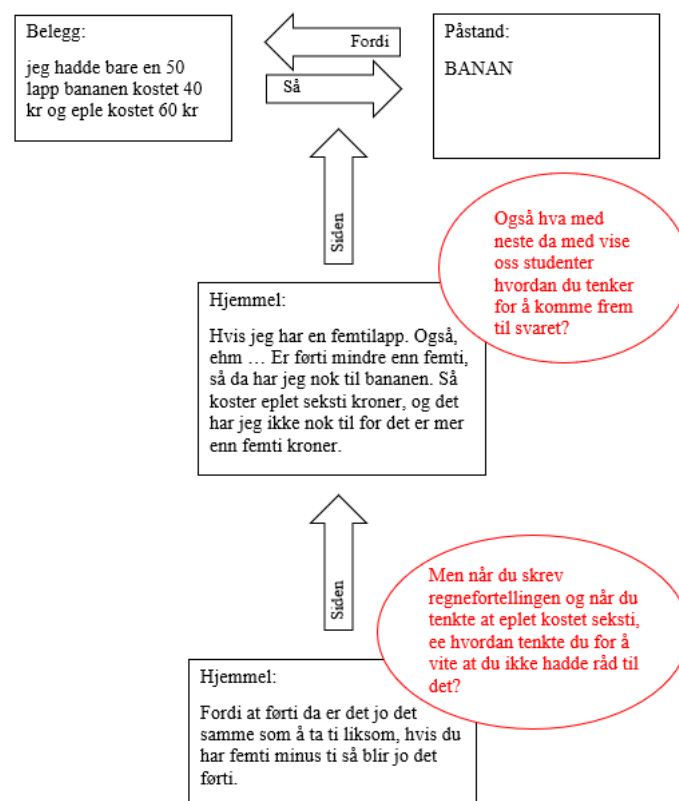 Belegg:
jeg hadde bare en 50
lapp bananen kostet 40
kr og eple kostet 60 kr
Fordi
Så
Påstand:
BANAN
Siden
Også hva med
neste da med vise
oss studenter
hvordan du tenker
for å komme frem
til svaret?
Hjemmel:
Hvis jeg har en femtilapp. Også,
ehm … Er førti mindre enn femti,
så da har jeg nok til bananen. Så
koster eplet seksti kroner, og det
har jeg ikke nok til for det er mer
enn femti kroner.
Siden
Men når du skrev
regnefortellingen og når du
tenkte at eplet kostet seksti,
ee hvordan tenkte du for å
vite at du ikke hadde råd til
det?
Hjemmel:
Fordi at førti da er det jo det
samme som å ta ti liksom, hvis du
har femti minus ti så blir jo det
førti.